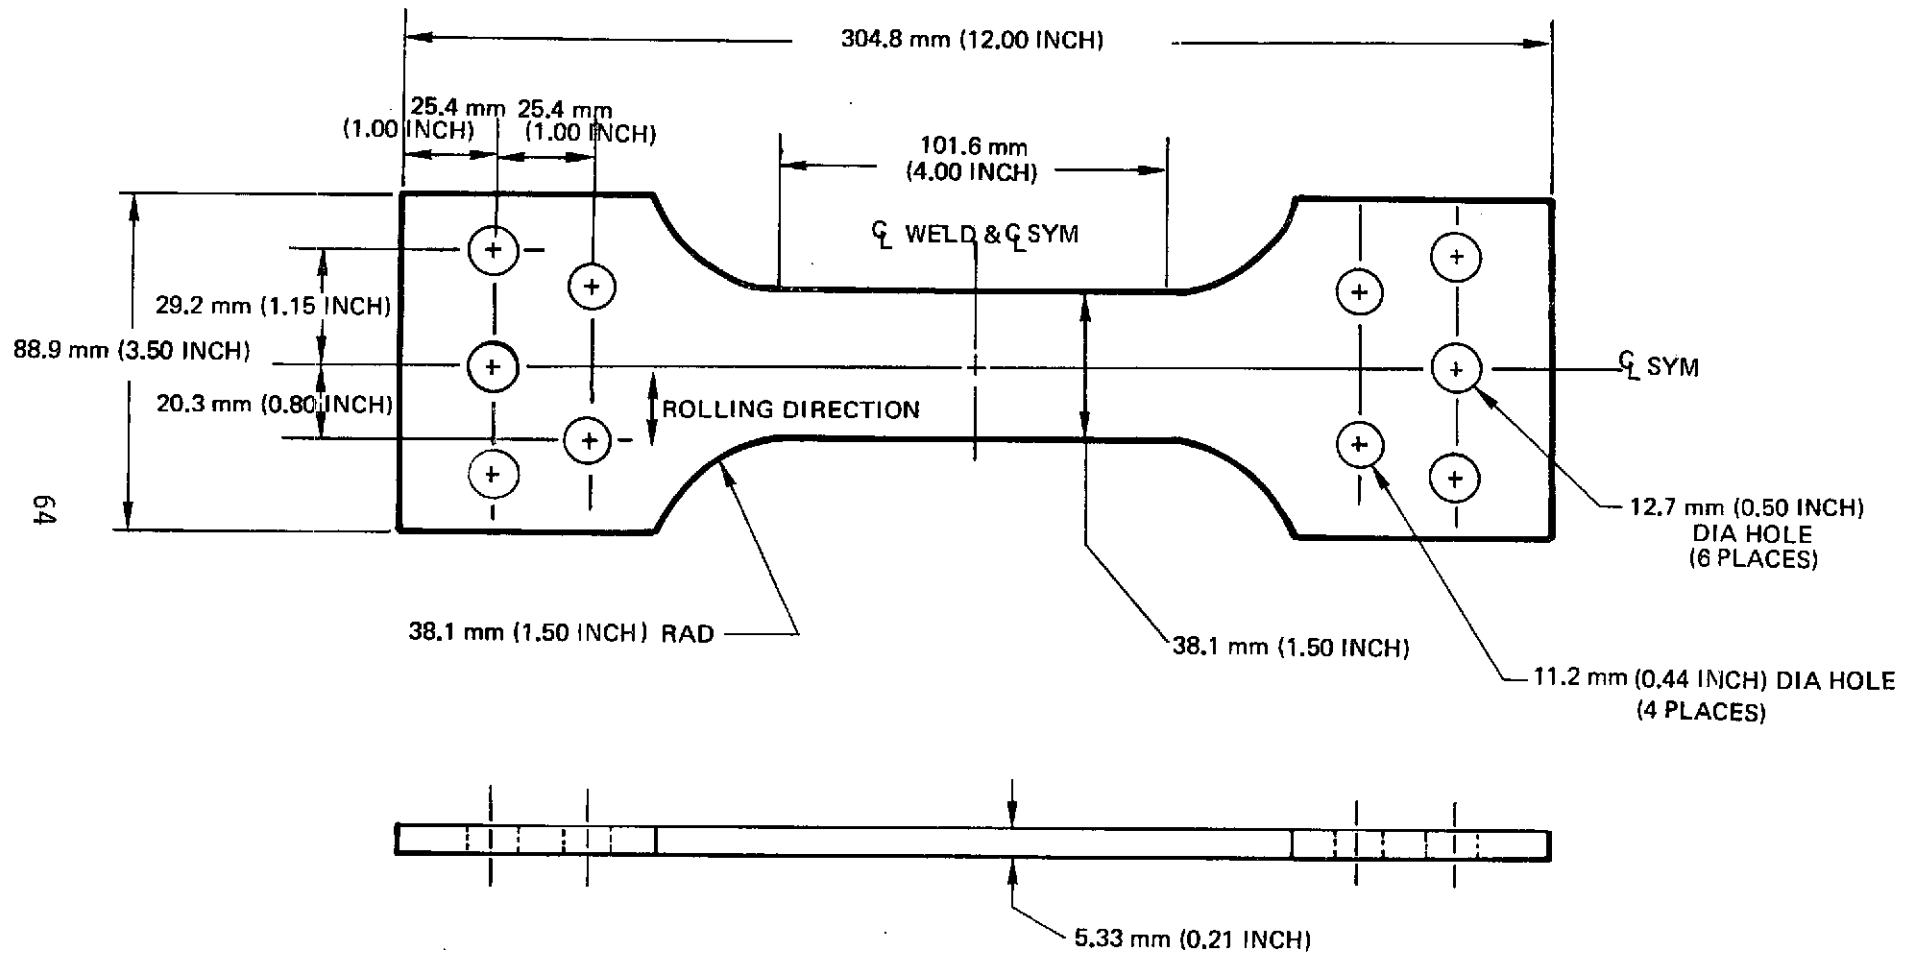 304.8 mm (12.00 INCH)
25.4 mm 25.4 mm
(1.00 INCH) (1.00 INCH)
101.6 mm
(4.00 INCH)
℄ WELD & ℄ SYM
29.2 mm (1.15 INCH)
88.9 mm (3.50 INCH)
℄ SYM
20.3 mm (0.80 INCH)
ROLLING DIRECTION
64
12.7 mm (0.50 INCH)
DIA HOLE
(6 PLACES)
38.1 mm (1.50 INCH) RAD
38.1 mm (1.50 INCH)
11.2 mm (0.44 INCH) DIA HOLE
(4 PLACES)
5.33 mm (0.21 INCH)